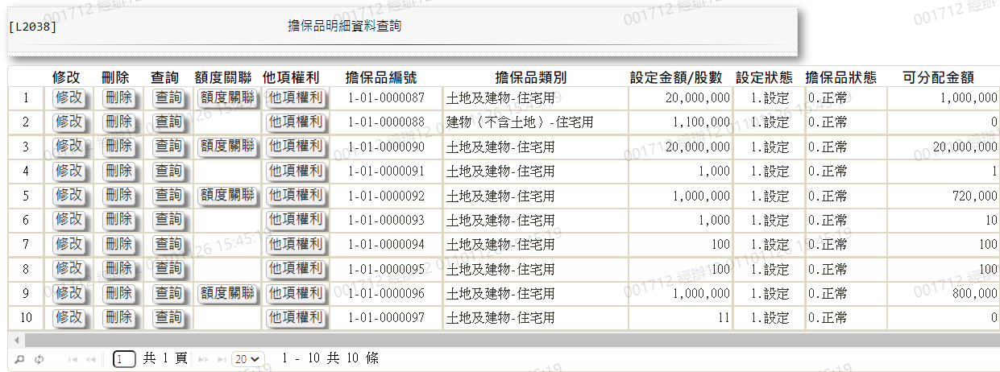 [L2038] 擔保品明細資料查詢
修改 刪除 查詢 額度關聯 他項權利 擔保品編號 擔保品類別 設定金額/股數 設定狀態 擔保品狀態 可分配金額
1 修改 刪除 查詢 額度關聯 他項權利 1-01-0000087 土地及建物-住宅用 20,000,000 1.設定 0.正常 1,000,000
2 修改 刪除 查詢 他項權利 1-01-0000088 建物（不含土地）-住宅用 1,100,000 1.設定 0.正常 0
3 修改 刪除 查詢 額度關聯 他項權利 1-01-0000090 土地及建物-住宅用 20,000,000 1.設定 0.正常 20,000,000
4 修改 刪除 查詢 他項權利 1-01-0000091 土地及建物-住宅用 1,000 1.設定 0.正常 1
5 修改 刪除 查詢 額度關聯 他項權利 1-01-0000092 土地及建物-住宅用 1,000,000 1.設定 0.正常 720,000
6 修改 刪除 查詢 他項權利 1-01-0000093 土地及建物-住宅用 1,000 1.設定 0.正常 10
7 修改 刪除 查詢 他項權利 1-01-0000094 土地及建物-住宅用 100 1.設定 0.正常 100
8 修改 刪除 查詢 他項權利 1-01-0000095 土地及建物-住宅用 100 1.設定 0.正常 100
9 修改 刪除 查詢 額度關聯 他項權利 1-01-0000096 土地及建物-住宅用 1,000,000 1.設定 0.正常 800,000
10 修改 刪除 查詢 他項權利 1-01-0000097 土地及建物-住宅用 11 1.設定 0.正常 0
1 共 1 頁 20 1 - 10 共 10 條
001712 經辦12 01101126 15:45:19